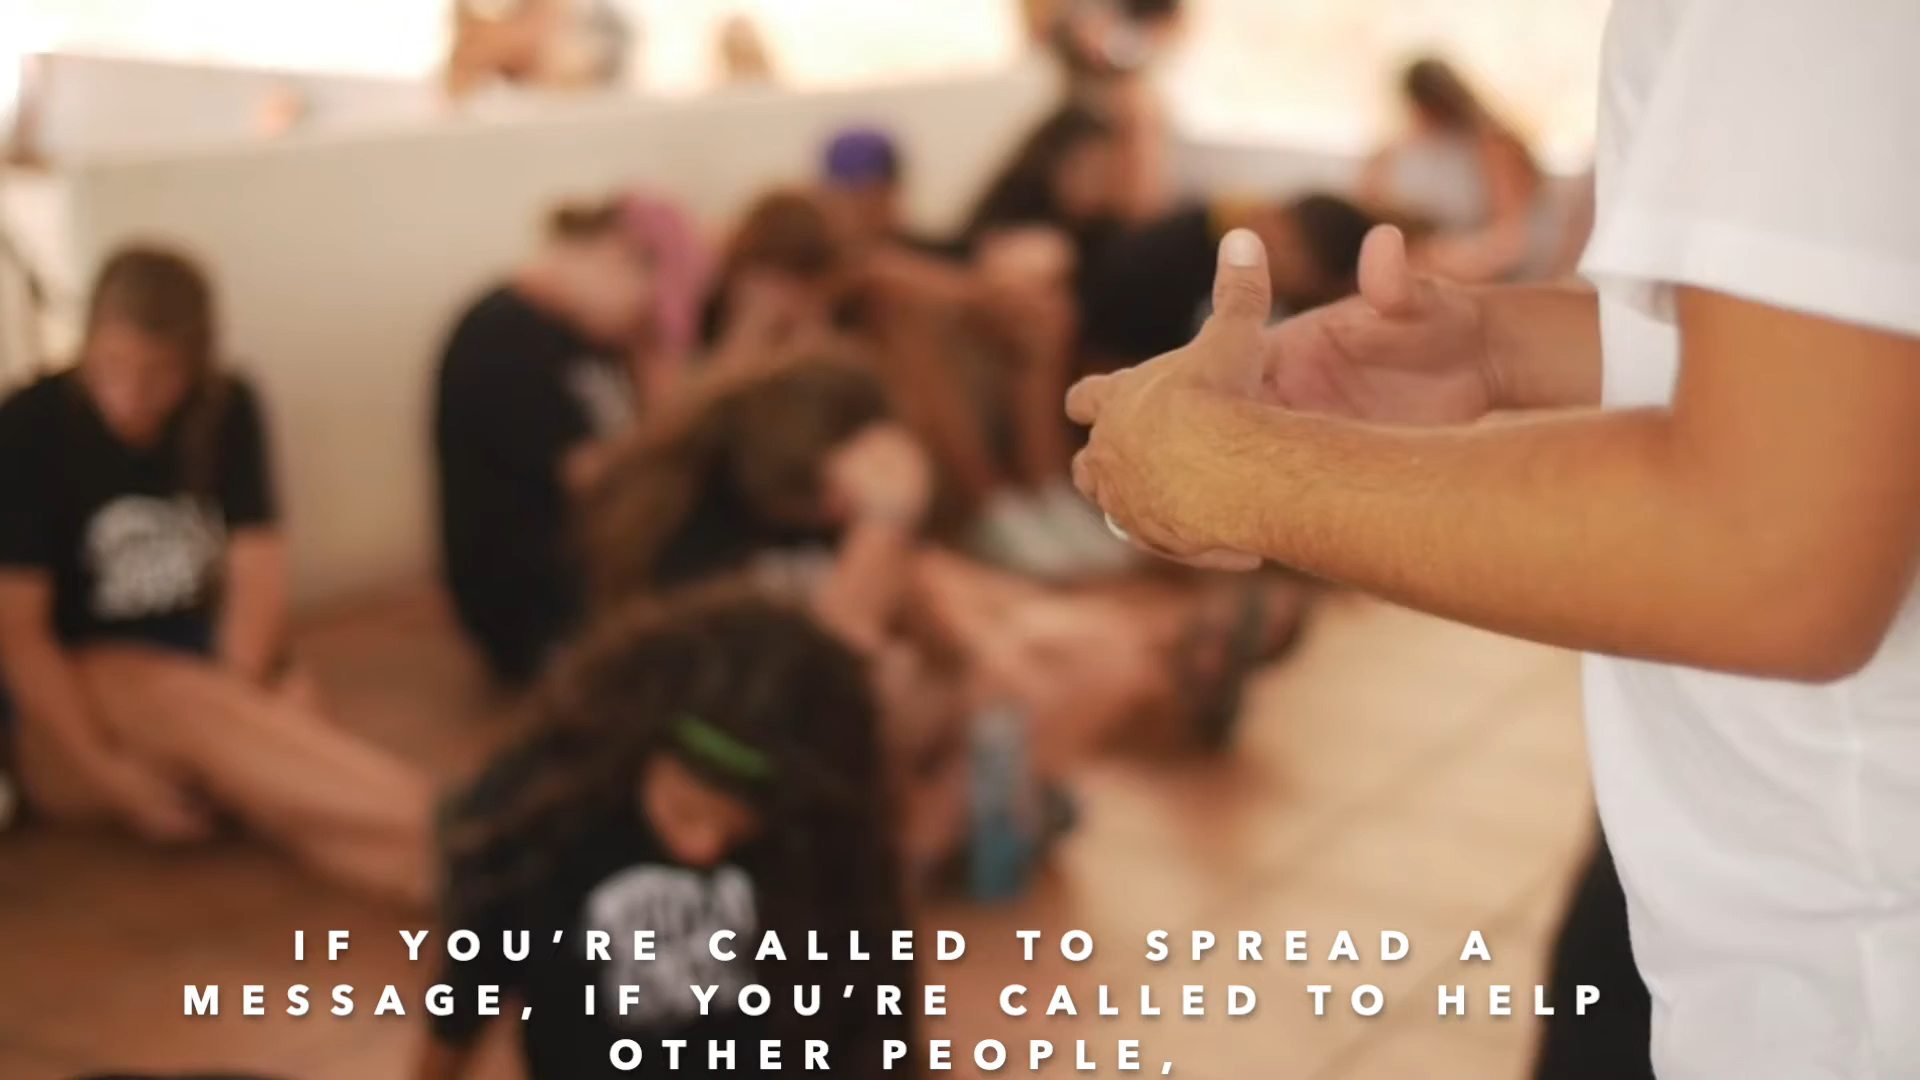 IF YOU’RE CALLED TO SPREAD A
MESSAGE, IF YOU’RE CALLED TO HELP
OTHER PEOPLE,